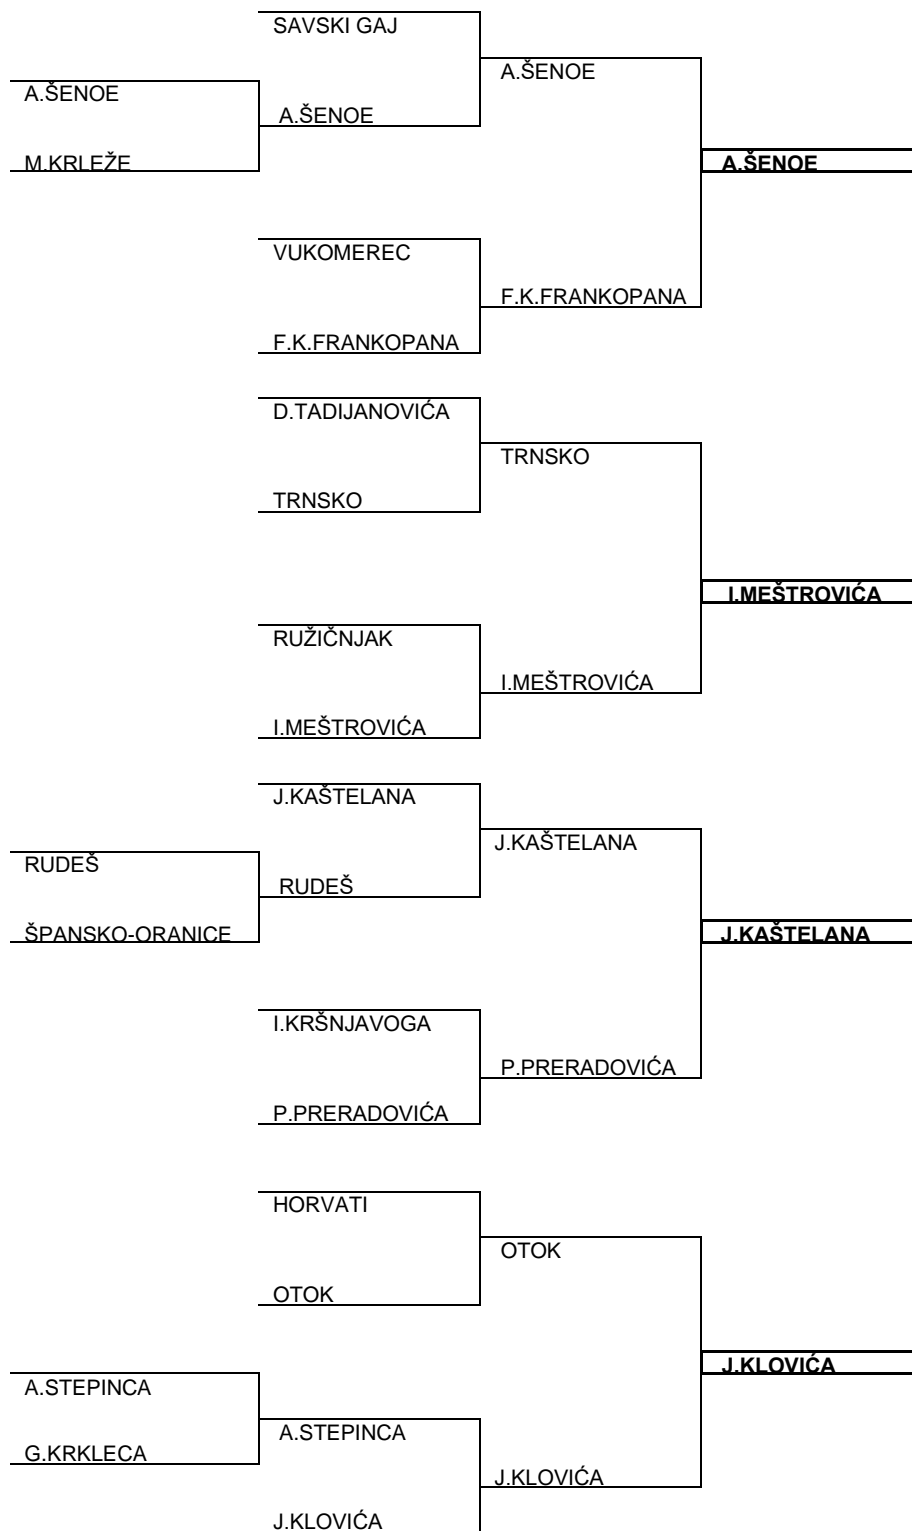 SAVSKI GAJ
A.ŠENOE
A.ŠENOE
A.ŠENOE
M.KRLEŽE
A.ŠENOE
VUKOMEREC
F.K.FRANKOPANA
F.K.FRANKOPANA
D.TADIJANOVIĆA
TRNSKO
TRNSKO
I.MEŠTROVIĆA
RUŽIČNJAK
I.MEŠTROVIĆA
I.MEŠTROVIĆA
J.KAŠTELANA
J.KAŠTELANA
RUDEŠ
RUDEŠ
ŠPANSKO-ORANICE
J.KAŠTELANA
I.KRŠNJAVOGA
P.PRERADOVIĆA
P.PRERADOVIĆA
HORVATI
OTOK
OTOK
J.KLOVIĆA
A.STEPINCA
A.STEPINCA
G.KRKLECA
J.KLOVIĆA
J.KLOVIĆA